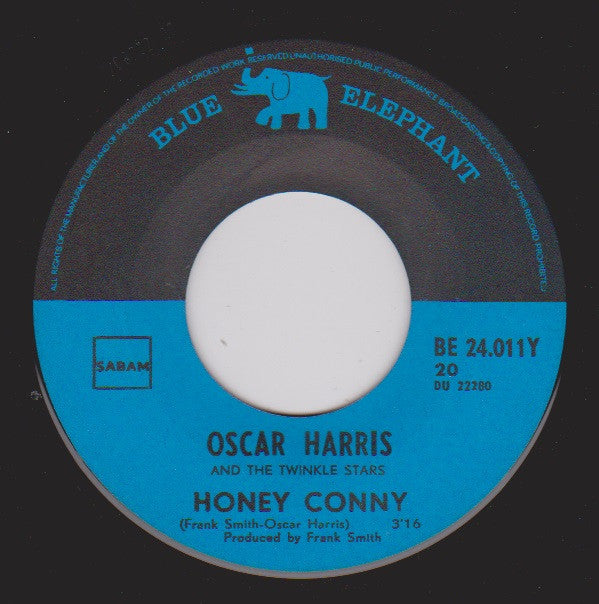 ALL RIGHTS OF THE MANUFACTURER AND OF THE OWNER OF THE RECORDED WORK RESERVED UNAUTHORISED PUBLIC PERFORMANCE BROADCASTING & COPYING OF THIS RECORD PROHIBITED
BLUE ELEPHANT
SABAM
BE 24.011Y
20
DU 22280
OSCAR HARRIS
AND THE TWINKLE STARS
HONEY CONNY
(Frank Smith-Oscar Harris) 3'16
Produced by Frank Smith